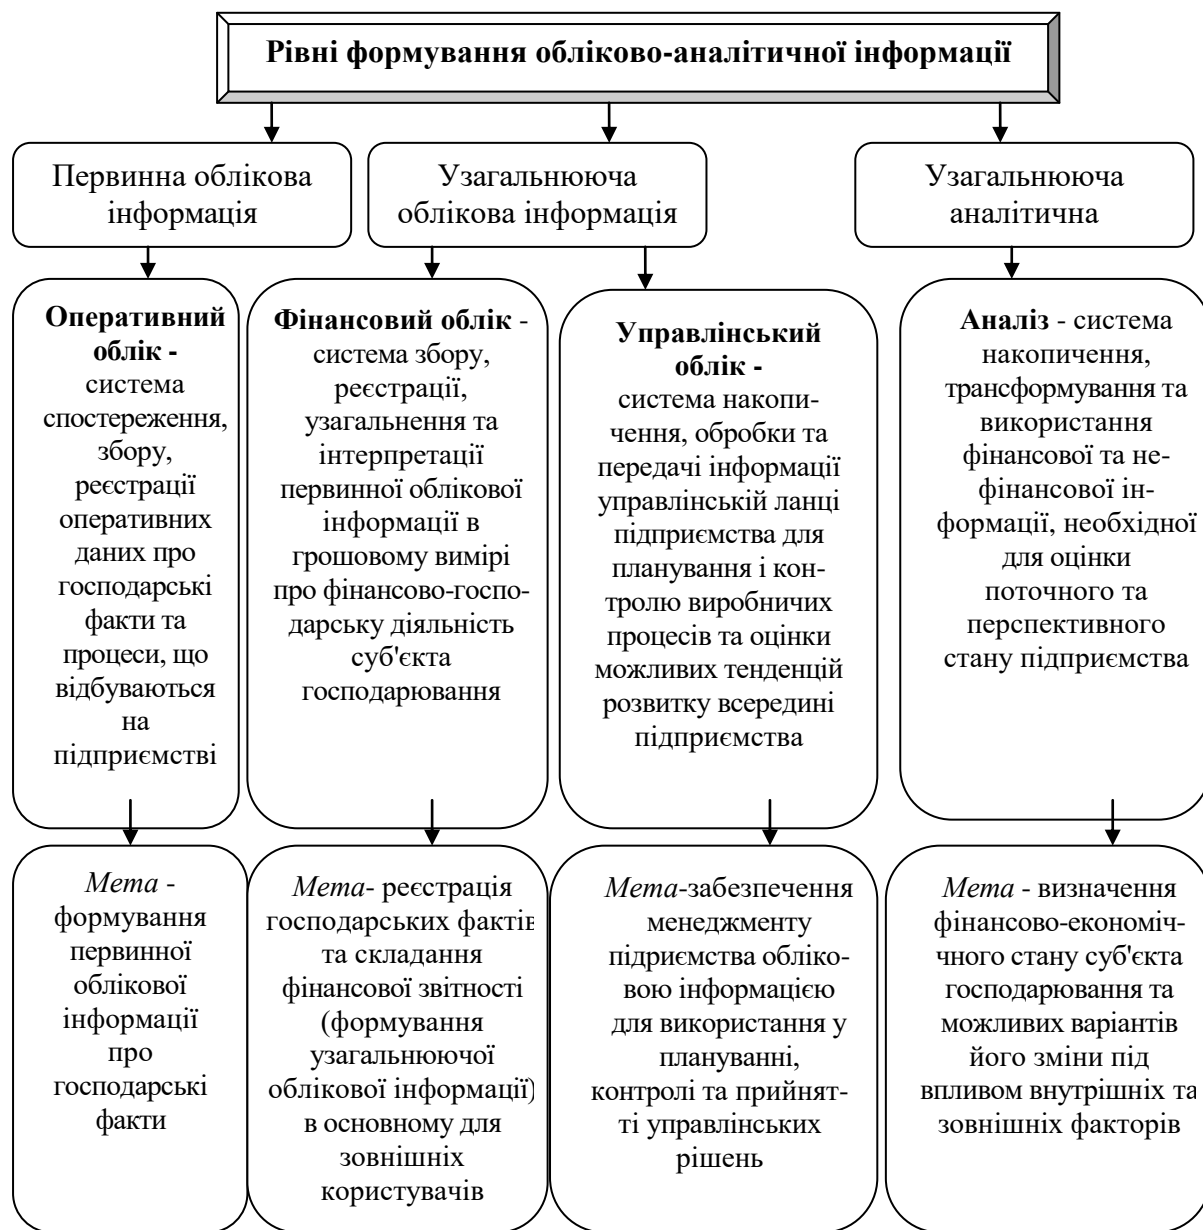 Рівні формування обліково-аналітичної інформації
Первинна облікова
інформація
Узагальнююча
облікова інформація
Узагальнююча
аналітична
Оперативний
облік -
система
спостереження,
збору,
реєстрації
оперативних
даних про
господарські
факти та
процеси, що
відбуваються
на
підприємстві
Фінансовий облік -
система збору,
реєстрації,
узагальнення та
інтерпретації
первинної облікової
інформації в
грошовому вимірі
про фінансово-госпо-
дарську діяльність
суб'єкта
господарювання
Управлінський
облік -
система накопи-
чення, обробки та
передачі інформації
управлінській ланці
підприємства для
планування і кон-
тролю виробничих
процесів та оцінки
можливих тенденцій
розвитку всередині
підприємства
Аналіз - система
накопичення,
трансформування та
використання
фінансової та не-
фінансової ін-
формації, необхідної
для оцінки
поточного та
перспективного
стану підприємства
Мета -
формування
первинної
облікової
інформації
про
господарські
факти
Мета- реєстрація
господарських фактів
та складання
фінансової звітності
(формування
узагальнюючої
облікової інформації)
в основному для
зовнішніх
користувачів
Мета-забезпечення
менеджменту
підриємства обліко-
вою інформацією
для використання у
плануванні,
контролі та прийнят-
ті управлінських
рішень
Мета - визначення
фінансово-економіч-
чного стану суб'єкта
господарювання та
можливих варіантів
його зміни під
впливом внутрішніх та
зовнішніх факторів